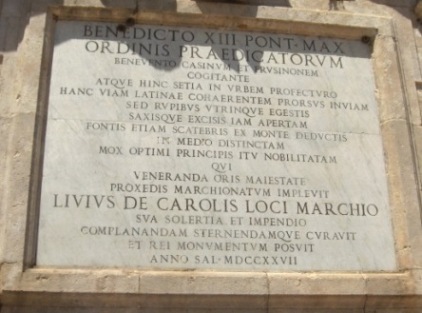 BENEDICTO XIII PONT·MAX
ORDINIS PRAEDICATORVM
BENEVENTO CASINVM ET PRVSINONEM
COGITANTE
ATQVE HINC SETIA IN VRBEM PROFECTVRO
HANC VIAM LATINAE COHAERENTEM PRORSVS INVIAM
SED RVPIBVS VTRINQVE EGESTIS
SAXISQVE EXCISIS IAM APERTAM
FONTIS ETIAM SCATEBRIS EX MONTE DEDVCTIS
IN MEDIO DISTINCTAM
MOX OPTIMI PRINCIPIS ITV NOBILITATAM
QVI
VENERANDA ORIS MAIESTATE
PROXEDIS MARCHIONATVM IMPLEVIT
LIVIVS DE CAROLIS LOCI MARCHIO
SVA SOLERTIA ET IMPENDIO
COMPLANANDAM STERNENDAMQVE CVRAVIT
ET REI MONVMENTVM POSVIT
ANNO SAL·MDCCXXVII